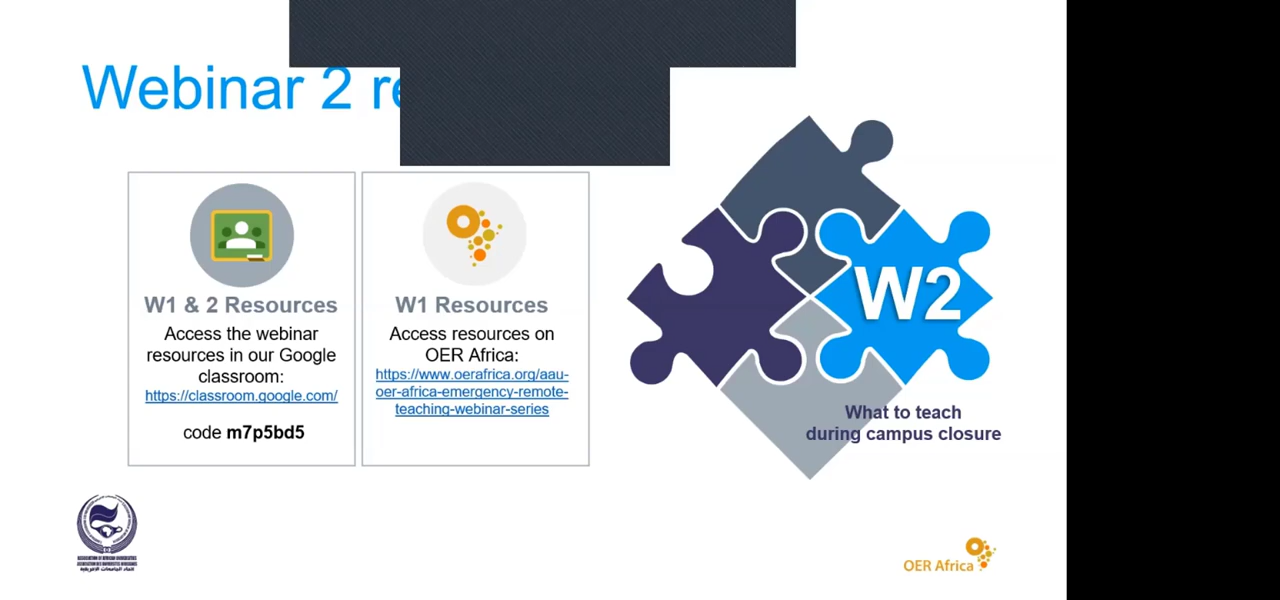 Webinar 2 re
W1 & 2 Resources
Access the webinar
resources in our Google
classroom:
https://classroom.google.com/
code m7p5bd5
W1 Resources
Access resources on
OER Africa:
https://www.oerafrica.org/aau-
oer-africa-emergency-remote-
teaching-webinar-series
W2
What to teach
during campus closure
OER Africa